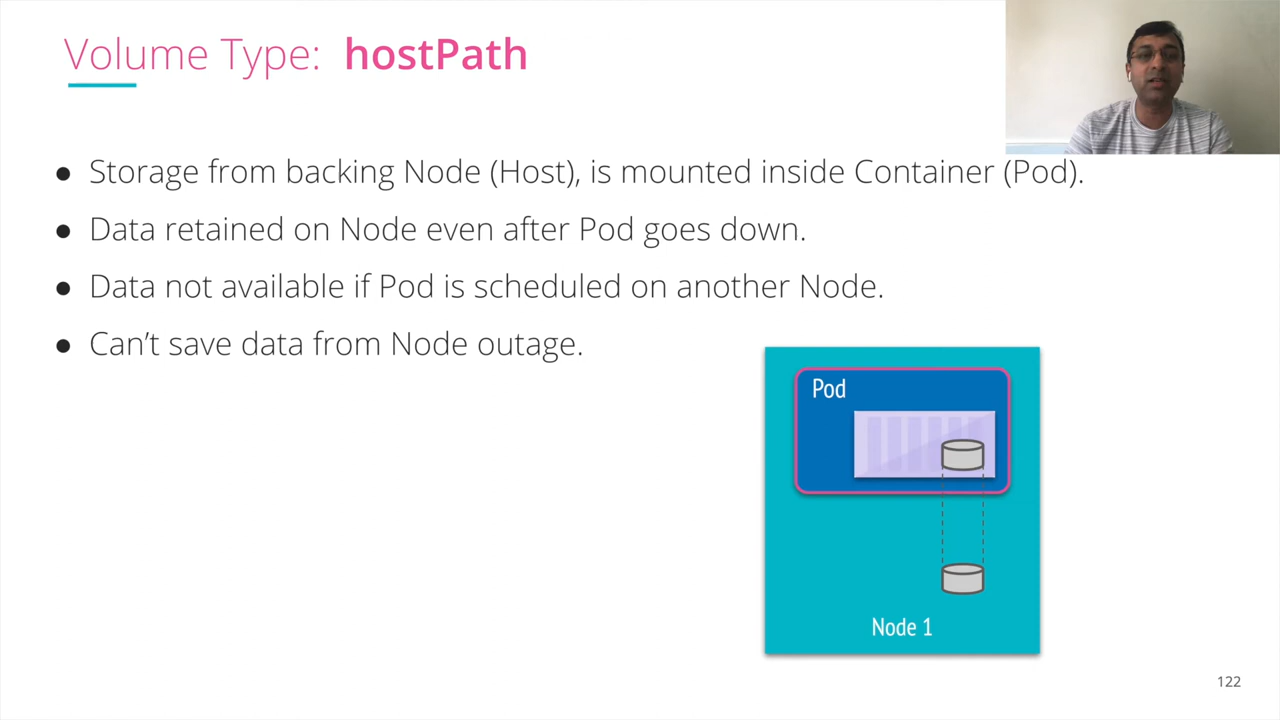 Volume Type: hostPath
● Storage from backing Node (Host), is mounted inside Container (Pod).
● Data retained on Node even after Pod goes down.
● Data not available if Pod is scheduled on another Node.
● Can’t save data from Node outage.
Pod
Node 1
122